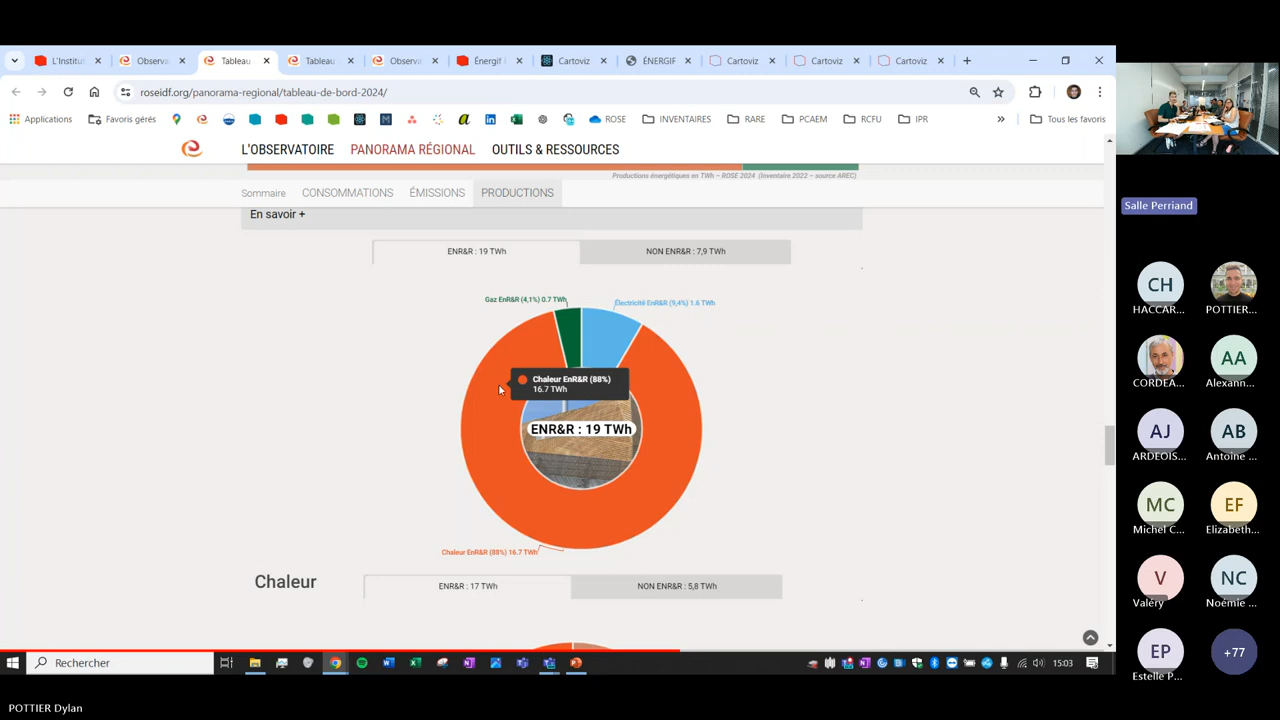 L'Institu
Observa
Tableau
Tableau
Observa
Énergif
Cartoviz
ÉNERGIF
Cartoviz
Cartoviz
Cartoviz
roseidf.org/panorama-regional/tableau-de-bord-2024/
Applications
Favoris gérés
ROSE
INVENTAIRES
RARE
PCAEM
RCFU
IPR
Tous les favoris
L'OBSERVATOIRE
PANORAMA RÉGIONAL
OUTILS & RESSOURCES
Productions énergétiques en TWh – ROSE 2024 (Inventaire 2022 – source AREC)
Sommaire
CONSOMMATIONS
ÉMISSIONS
PRODUCTIONS
En savoir +
ENR&R : 19 TWh
NON ENR&R : 7,9 TWh
Gaz EnR&R (4,1%) 0.7 TWh
Électricité EnR&R (9,4%) 1.6 TWh
Chaleur EnR&R (88%)
16.7 TWh
ENR&R : 19 TWh
Chaleur EnR&R (88%) 16.7 TWh
Chaleur
ENR&R : 17 TWh
NON ENR&R : 5,8 TWh
Rechercher
15:03
Salle Perriand
CH
HACCAR...
POTTIER...
CORDEA...
AA
Alexann...
AJ
ARDEOIS...
AB
Antoine ...
MC
Michel C...
EF
Elizabeth...
V
Valéry
NC
Noémie ...
EP
Estelle P...
+77
POTTIER Dylan